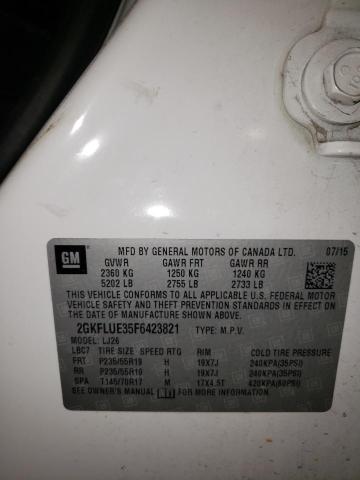 GM
MFD BY GENERAL MOTORS OF CANADA LTD. 07/15
GVWR GAWR FRT GAWR RR
2360 KG 1250 KG 1240 KG
5202 LB 2755 LB 2733 LB
THIS VEHICLE CONFORMS TO ALL APPLICABLE U.S. FEDERAL
MOTOR VEHICLE SAFETY, BUMPER, AND THEFT PREVENTION
STANDARDS IN EFFECT ON THE DATE OF MANUFACTURE
SHOWN ABOVE.
2GKFLUE35F6423821 TYPE: M.P.V.
MODEL: LJ26
LBC7 TIRE SIZE SPEED RTG RIM COLD TIRE PRESSURE
FRT P235/55R19 H 19X7J 240KPA(35PSI)
RR P235/55R19 H 19X7J 240KPA(35PSI)
SPA T145/70R17 M 17X4.5T 420KPA(60PSI)
SEE OWNER'S MANUAL FOR MORE INFORMATION